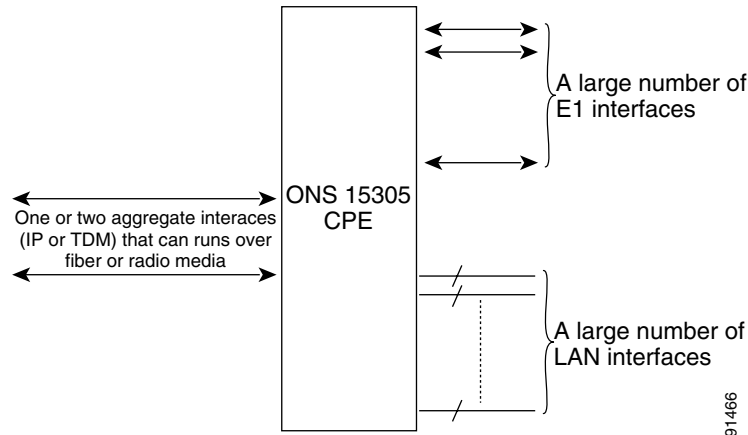 A large number of
E1 interfaces
ONS 15305
CPE
One or two aggregate interaces
(IP or TDM) that can runs over
fiber or radio media
A large number of
LAN interfaces
91466